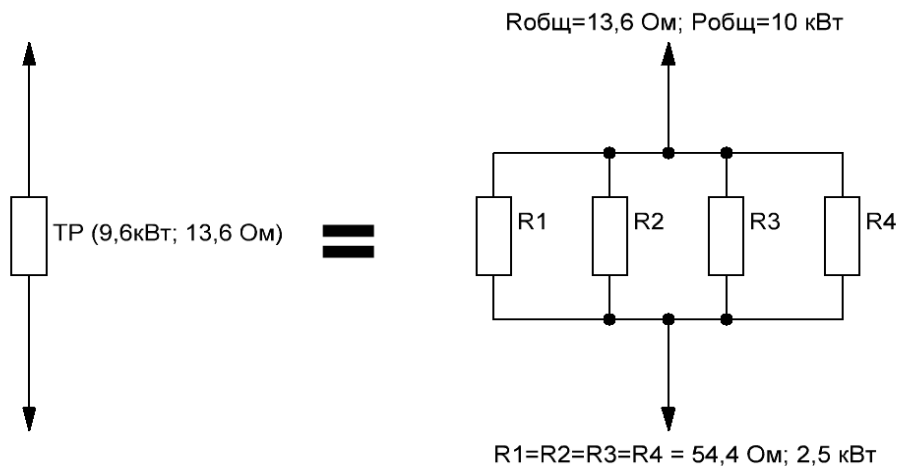 Rобщ=13,6 Ом; Pобщ=10 кВт
ТР (9,6кВт; 13,6 Ом)
R1
R2
R3
R4
R1=R2=R3=R4 = 54,4 Ом; 2,5 кВт